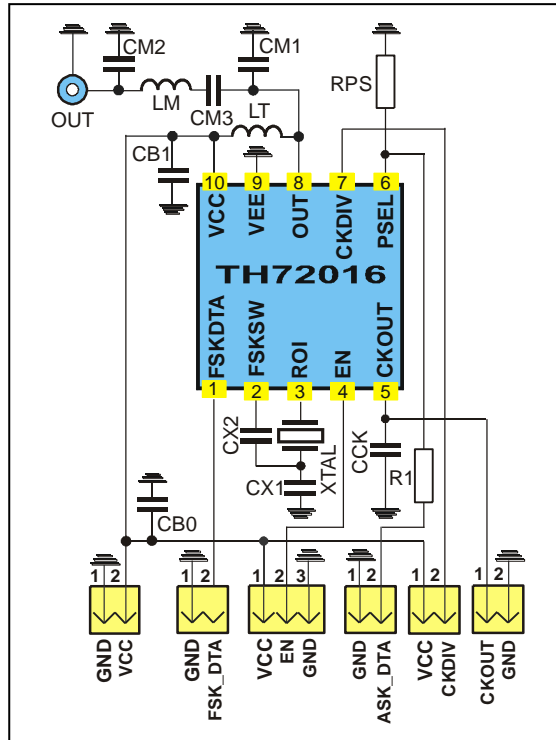 CM2
CM1
LM
CM3
LT
RPS
OUT
CB1
10 9 8 7 6
VCC VEE OUT CKDIV PSEL
TH72016
FSKDTA FSKSW ROI EN CKOUT
1 2 3 4 5
CX2
XTAL
CX1
CCK
R1
CB0
1 2 1 2 1 2 3 1 2 1 2 1 2
GND VCC
GND FSK_DTA
VCC EN GND
GND ASK_DTA
VCC CKDIV
CKOUT GND